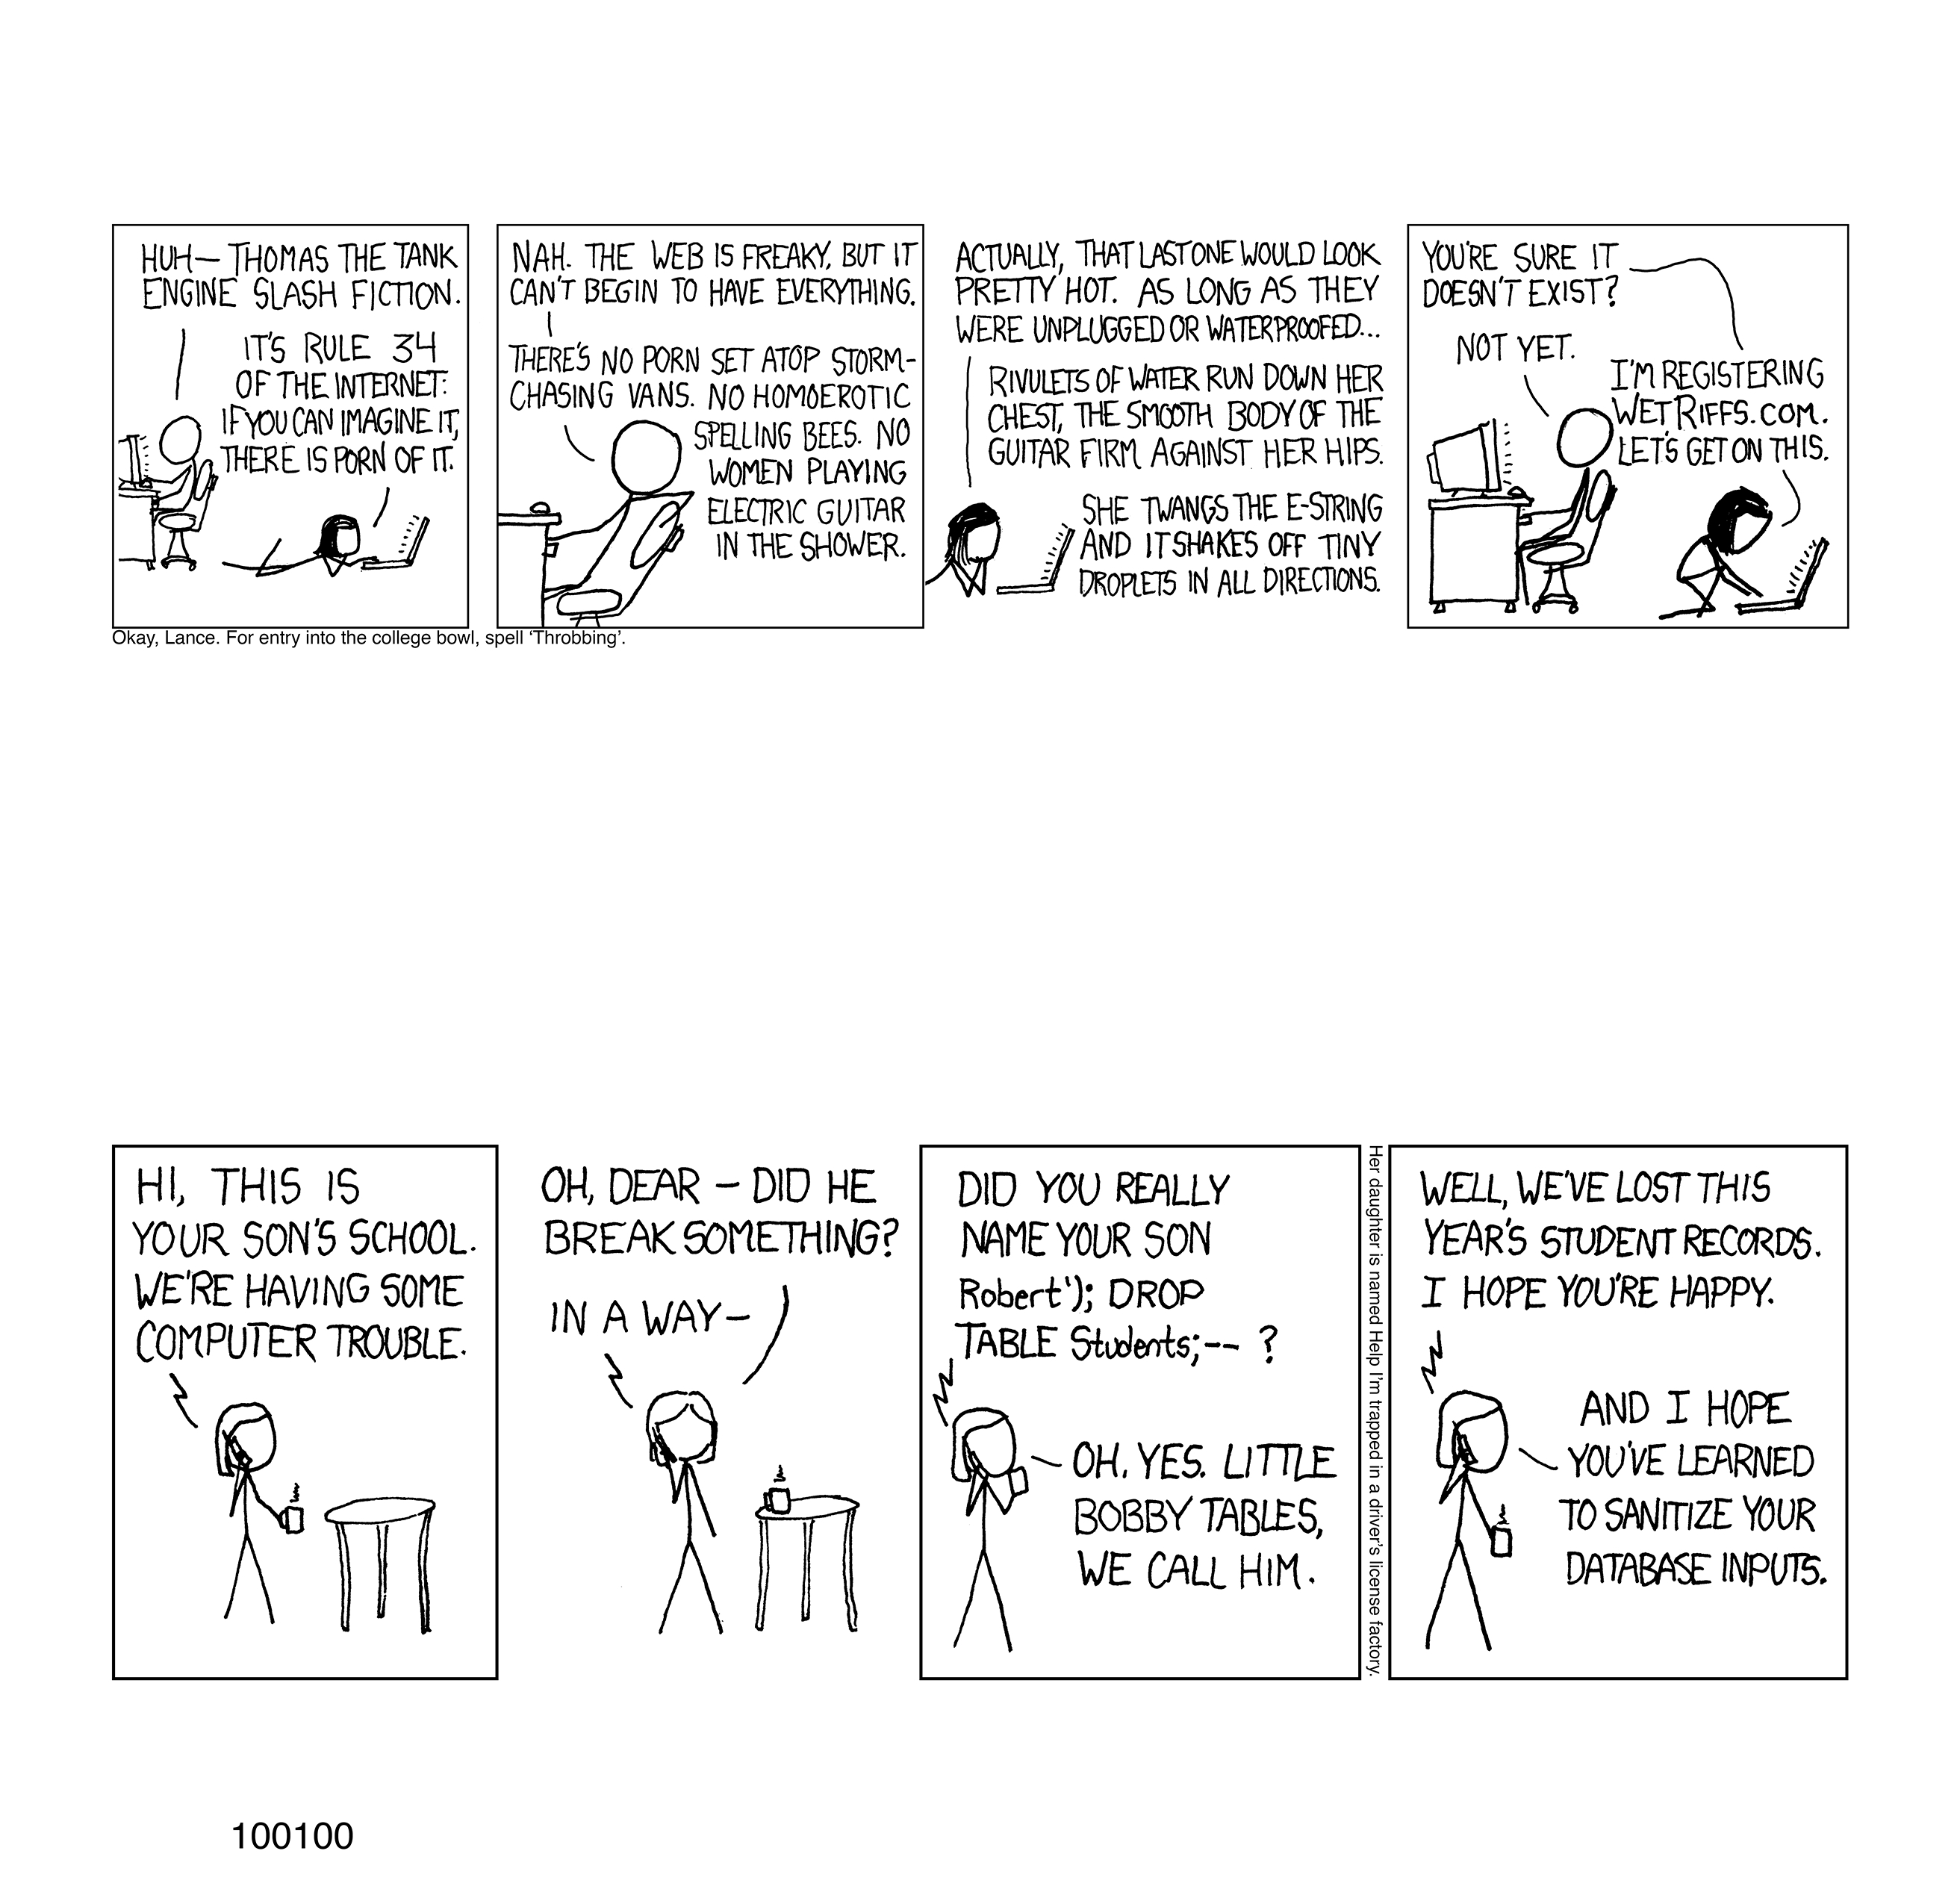 HUH— THOMAS THE TANK
ENGINE SLASH FICTION.
IT'S RULE 34
OF THE INTERNET:
IF YOU CAN IMAGINE IT,
THERE IS PORN OF IT.
NAH. THE WEB IS FREAKY, BUT IT
CAN'T BEGIN TO HAVE EVERYTHING.
THERE'S NO PORN SET ATOP STORM-
CHASING VANS. NO HOMOEROTIC
SPELLING BEES. NO
WOMEN PLAYING
ELECTRIC GUITAR
IN THE SHOWER.
ACTUALLY, THAT LAST ONE WOULD LOOK
PRETTY HOT. AS LONG AS THEY
WERE UNPLUGGED OR WATERPROOFED...
RIVULETS OF WATER RUN DOWN HER
CHEST, THE SMOOTH BODY OF THE
GUITAR FIRM AGAINST HER HIPS.
SHE TWANGS THE E-STRING
AND IT SHAKES OFF TINY
DROPLETS IN ALL DIRECTIONS.
YOU'RE SURE IT
DOESN'T EXIST?
NOT YET.
I'M REGISTERING
WETRIFFS.COM.
LET'S GET ON THIS.
Okay, Lance. For entry into the college bowl, spell ‘Throbbing’.
HI, THIS IS
YOUR SON'S SCHOOL.
WE'RE HAVING SOME
COMPUTER TROUBLE.
OH, DEAR – DID HE
BREAK SOMETHING?
IN A WAY–
DID YOU REALLY
NAME YOUR SON
Robert'); DROP
TABLE Students;-- ?
OH, YES. LITTLE
BOBBY TABLES,
WE CALL HIM.
Her daughter is named Help I’m trapped in a driver’s license factory.
WELL, WE'VE LOST THIS
YEAR'S STUDENT RECORDS.
I HOPE YOU'RE HAPPY.
AND I HOPE
YOU'VE LEARNED
TO SANITIZE YOUR
DATABASE INPUTS.
100100